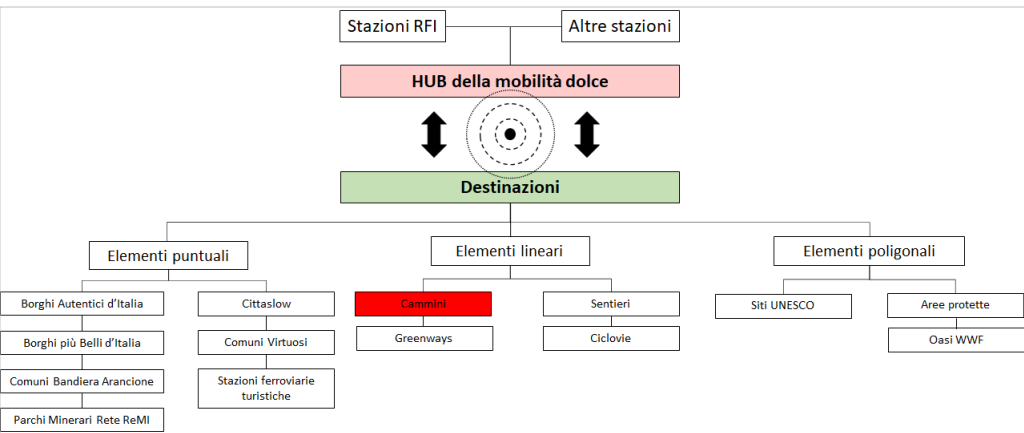 Stazioni RFI
Altre stazioni
HUB della mobilità dolce
Destinazioni
Elementi puntuali
Elementi lineari
Elementi poligonali
Borghi Autentici d’Italia
Borghi più Belli d’Italia
Comuni Bandiera Arancione
Parchi Minerari Rete ReMI
Cittaslow
Comuni Virtuosi
Stazioni ferroviarie
turistiche
Cammini
Greenways
Sentieri
Ciclovie
Siti UNESCO
Aree protette
Oasi WWF